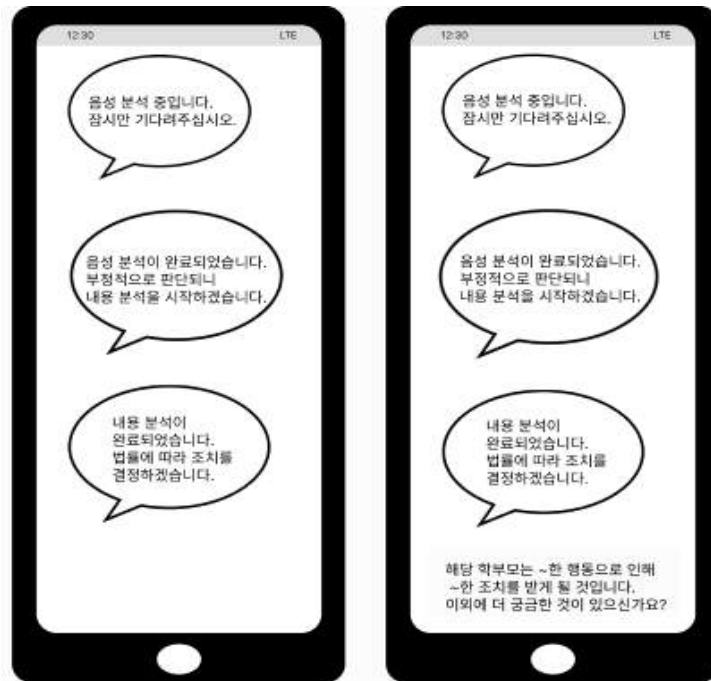 12:30 LTE
음성 분석 중입니다.
잠시만 기다려주십시오.
음성 분석이 완료되었습니다.
부정적으로 판단되니
내용 분석을 시작하겠습니다.
내용 분석이
완료되었습니다.
법률에 따라 조치를
결정하겠습니다.
12:30 LTE
음성 분석 중입니다.
잠시만 기다려주십시오.
음성 분석이 완료되었습니다.
부정적으로 판단되니
내용 분석을 시작하겠습니다.
내용 분석이
완료되었습니다.
법률에 따라 조치를
결정하겠습니다.
해당 학부모는 ~한 행동으로 인해
~한 조치를 받게 될 것입니다.
이외에 더 궁금한 것이 있으신가요?